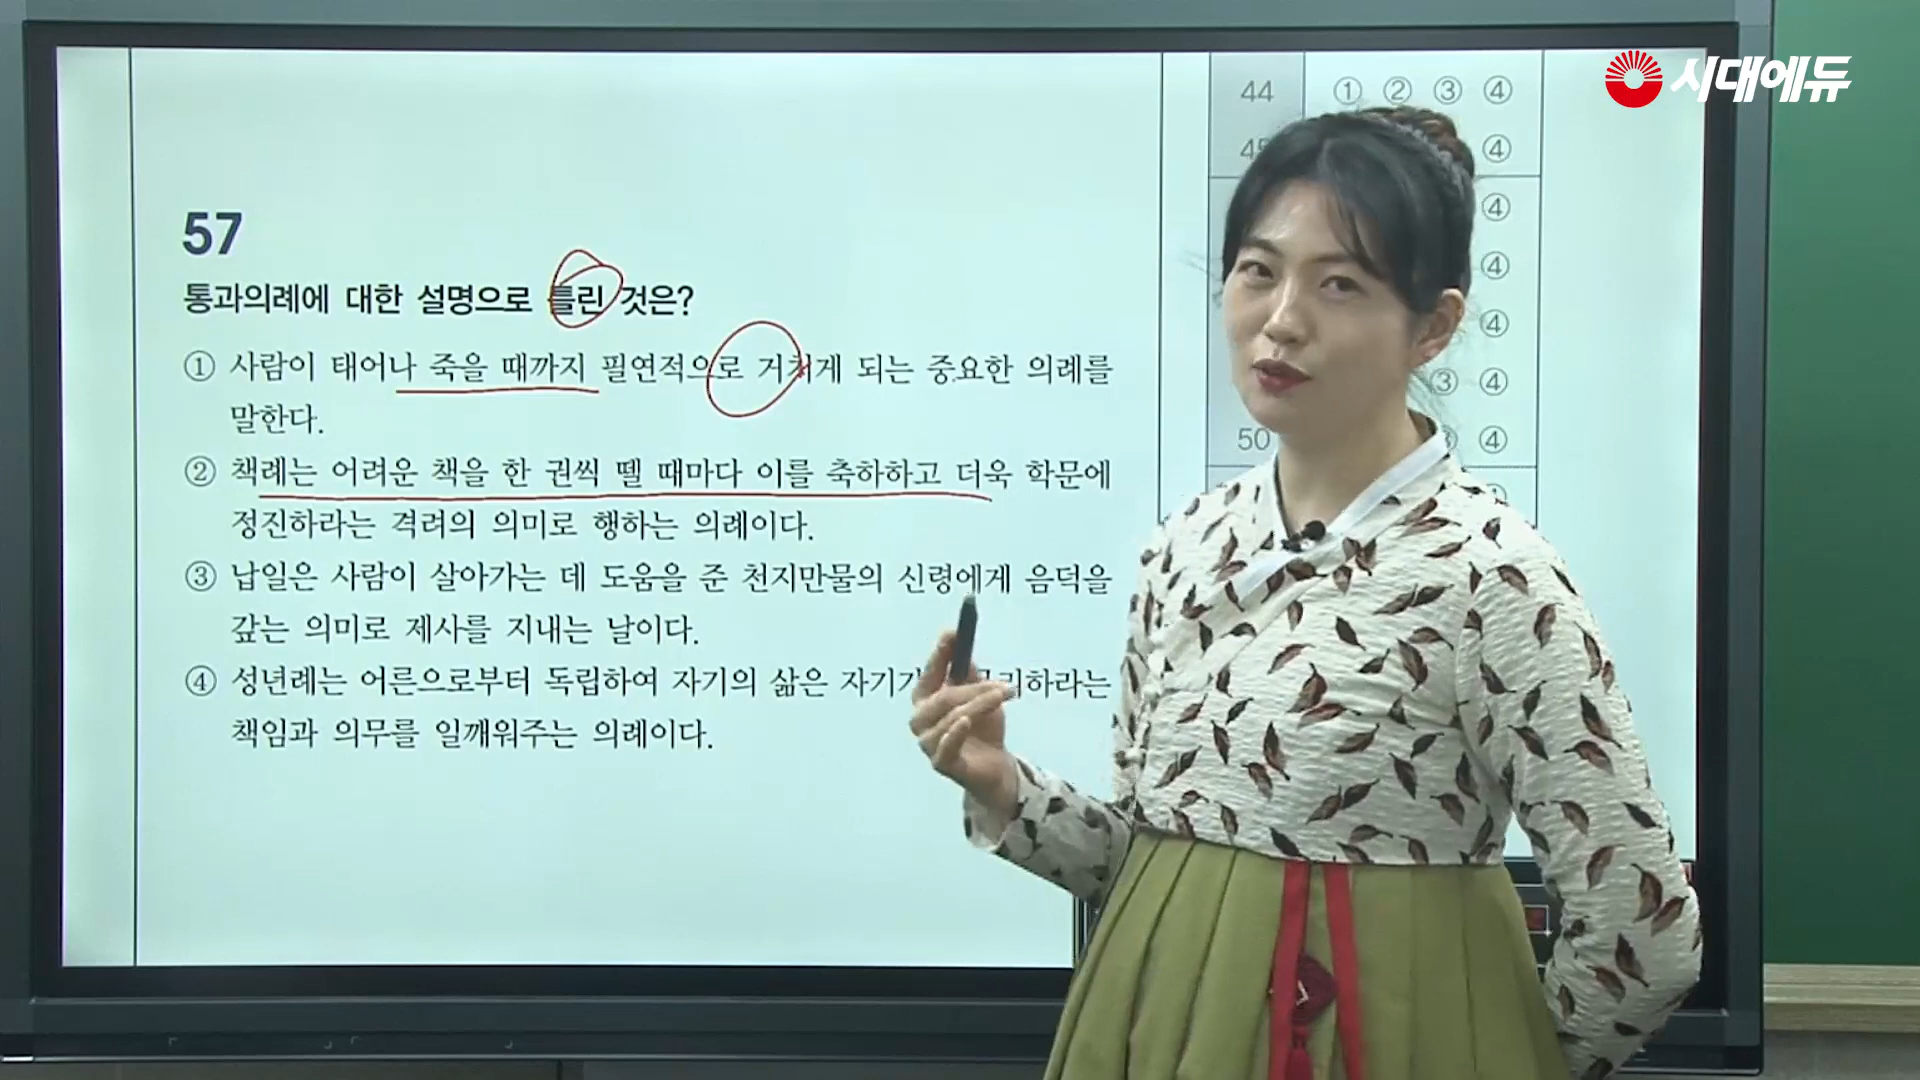 시대에듀
57
통과의례에 대한 설명으로 틀린 것은?
① 사람이 태어나 죽을 때까지 필연적으로 거치게 되는 중요한 의례를
말한다.
② 책례는 어려운 책을 한 권씩 뗄 때마다 이를 축하하고 더욱 학문에
정진하라는 격려의 의미로 행하는 의례이다.
③ 납일은 사람이 살아가는 데 도움을 준 천지만물의 신령에게 음덕을
갚는 의미로 제사를 지내는 날이다.
④ 성년례는 어른으로부터 독립하여 자기의 삶은 자기가
책임과 의무를 일깨워주는 의례이다.
44 ① ② ③ ④
④
④
④
④
③ ④
50 ④